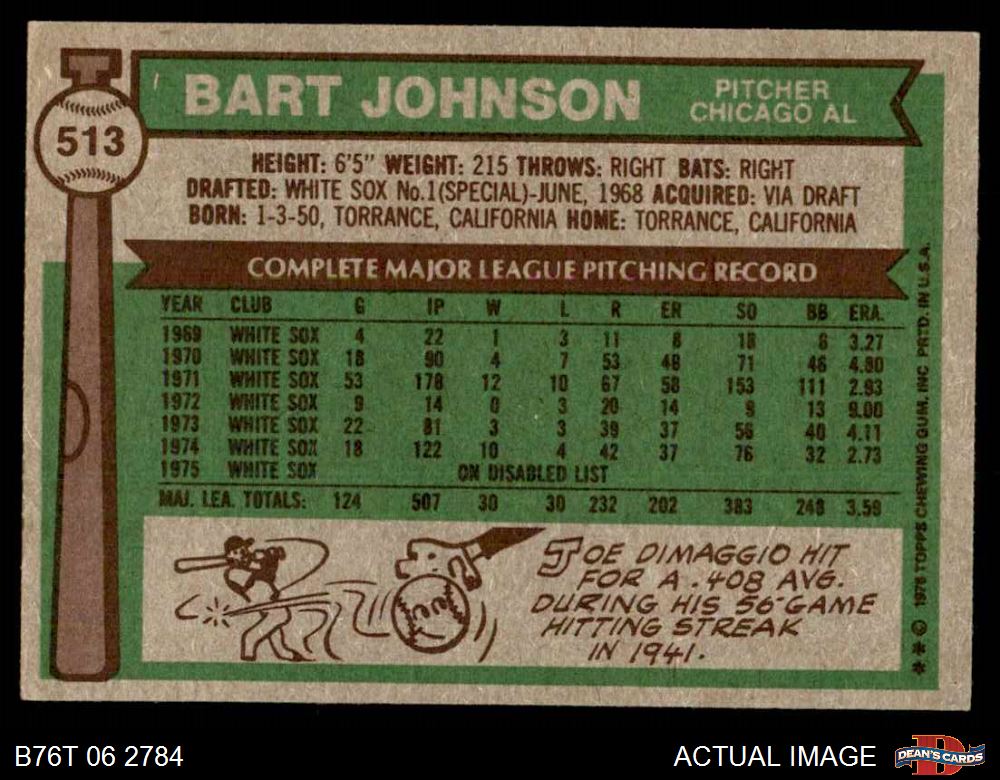 513
BART JOHNSON
PITCHER
CHICAGO AL
HEIGHT: 6'5" WEIGHT: 215 THROWS: RIGHT BATS: RIGHT
DRAFTED: WHITE SOX No.1(SPECIAL)-JUNE, 1968 ACQUIRED: VIA DRAFT
BORN: 1-3-50, TORRANCE, CALIFORNIA HOME: TORRANCE, CALIFORNIA
COMPLETE MAJOR LEAGUE PITCHING RECORD
YEAR CLUB G IP W L R ER SO BB ERA.
1969 WHITE SOX 4 22 1 3 11 8 18 6 3.27
1970 WHITE SOX 18 90 4 7 53 48 71 46 4.80
1971 WHITE SOX 53 178 12 10 67 58 153 111 2.93
1972 WHITE SOX 9 14 0 3 20 14 9 13 9.00
1973 WHITE SOX 22 81 3 3 39 37 56 40 4.11
1974 WHITE SOX 18 122 10 4 42 37 76 32 2.73
1975 WHITE SOX ON DISABLED LIST
MAJ. LEA. TOTALS: 124 507 30 30 232 202 383 248 3.59
JOE DIMAGGIO HIT
FOR A .408 AVG.
DURING HIS 56-GAME
HITTING STREAK
IN 1941.
** © 1976 TOPPS CHEWING GUM, INC PRTD. IN U.S.A.
B76T 06 2784
ACTUAL IMAGE
D
DEAN'S CARDS